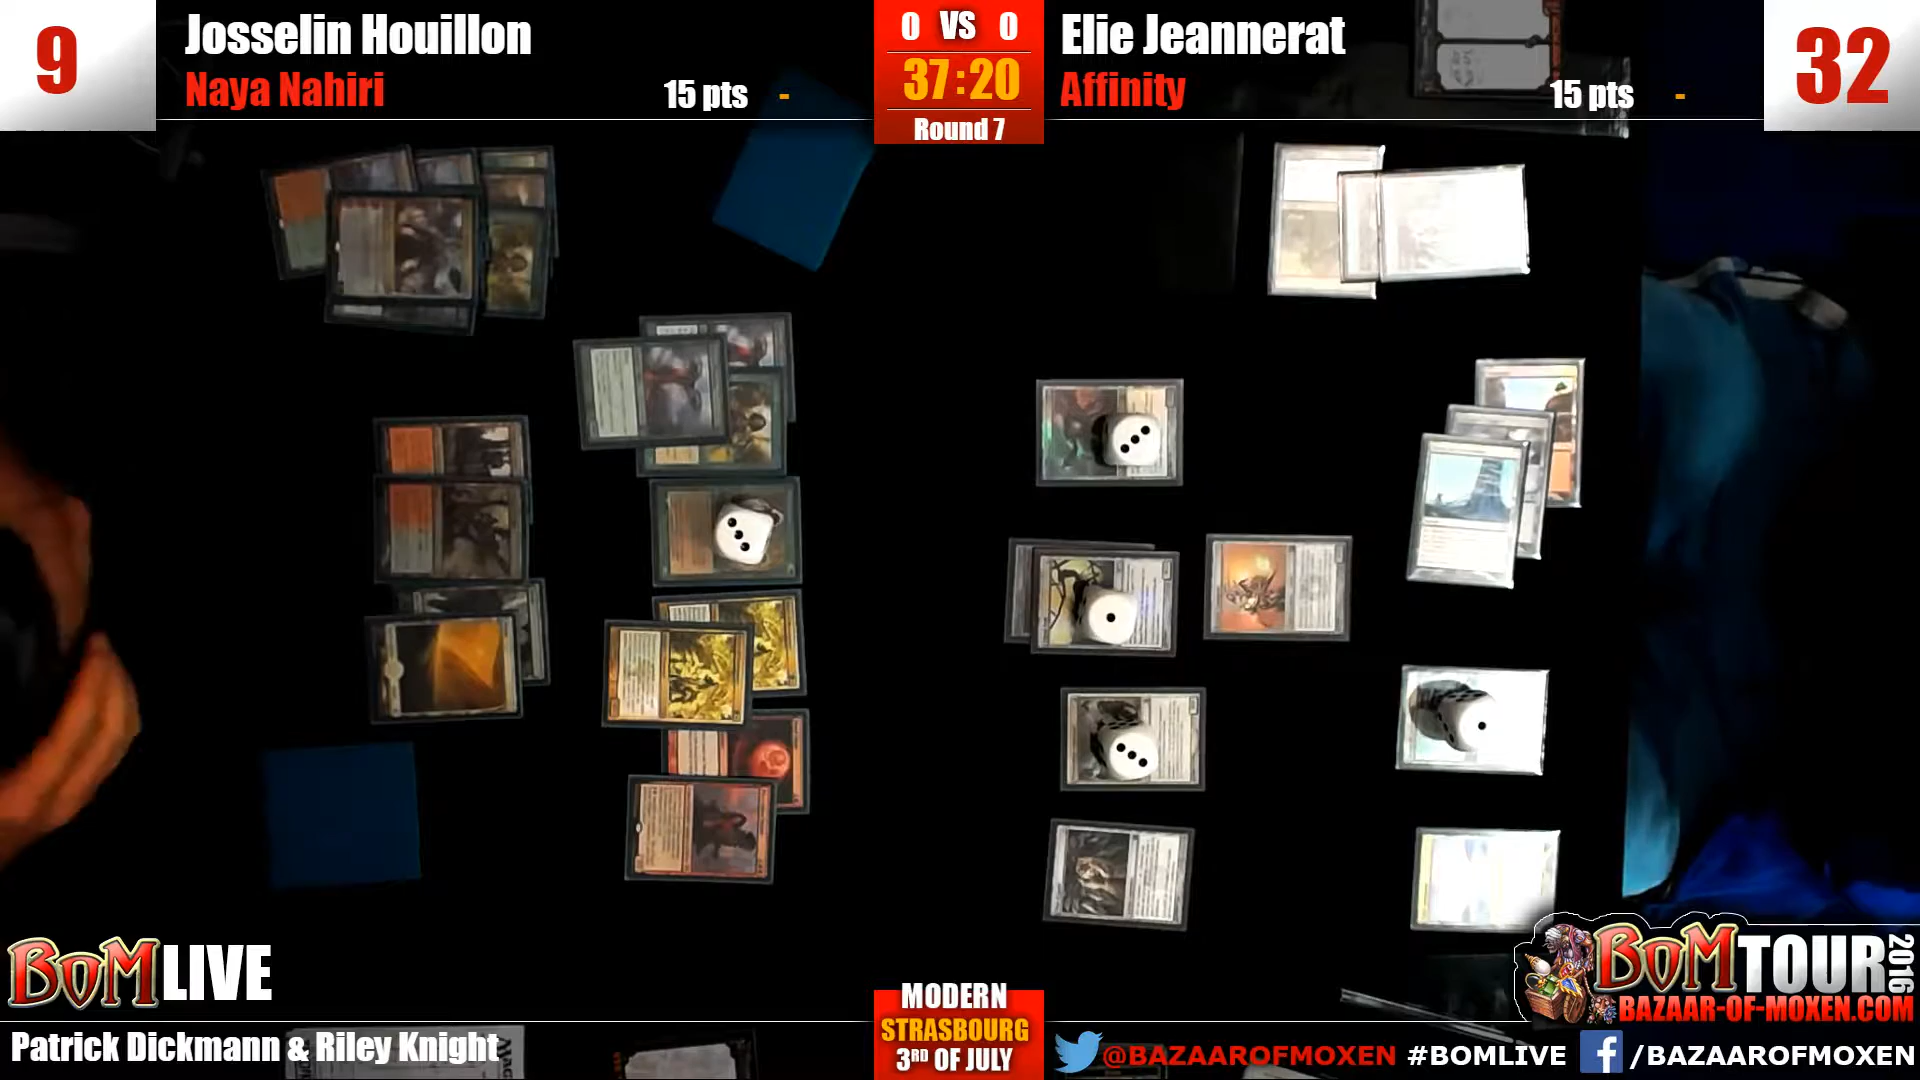 9
Josselin Houillon
Naya Nahiri
15 pts -
0 VS 0
37:20
Round 7
Elie Jeannerat
Affinity
15 pts -
32
BOM LIVE
Patrick Dickmann & Riley Knight
MODERN
STRASBOURG
3RD OF JULY
BOM TOUR 2016
BAZAAR-OF-MOXEN.COM
@BAZAAROFMOXEN #BOMLIVE /BAZAAROFMOXEN